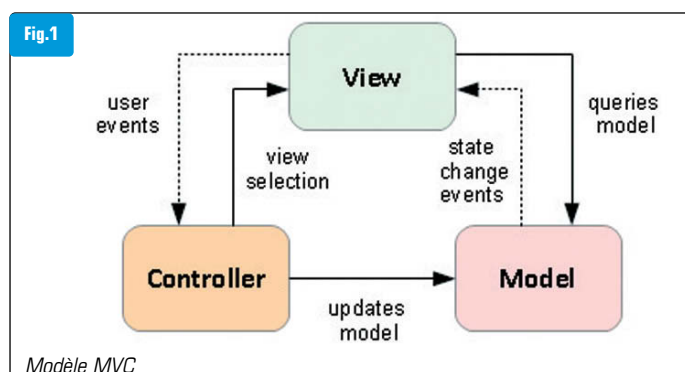 Fig.1
View
user
events
view
selection
state
change
events
queries
model
Controller
Model
updates
model
Modèle MVC